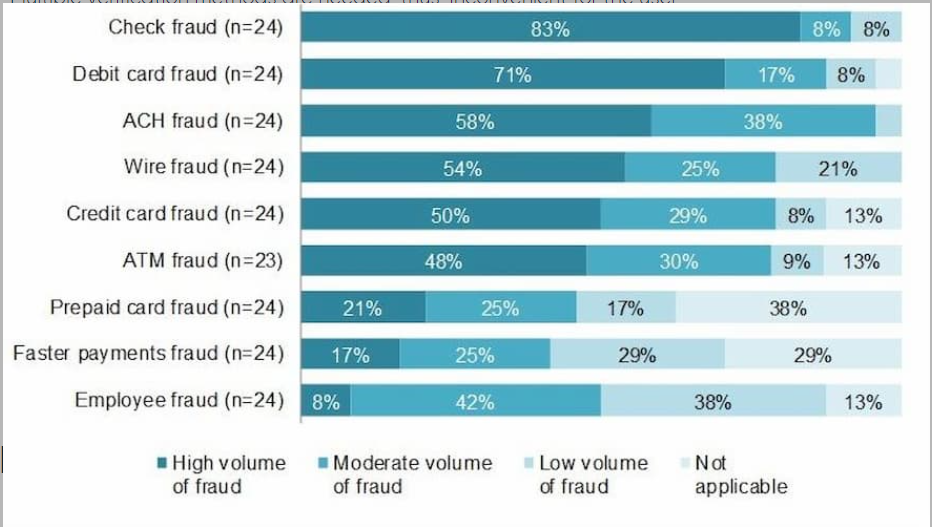 Check fraud (n=24) 83% 8% 8%
Debit card fraud (n=24) 71% 17% 8%
ACH fraud (n=24) 58% 38%
Wire fraud (n=24) 54% 25% 21%
Credit card fraud (n=24) 50% 29% 8% 13%
ATM fraud (n=23) 48% 30% 9% 13%
Prepaid card fraud (n=24) 21% 25% 17% 38%
Faster payments fraud (n=24) 17% 25% 29% 29%
Employee fraud (n=24) 8% 42% 38% 13%
High volume Moderate volume Low volume Not
of fraud of fraud of fraud applicable